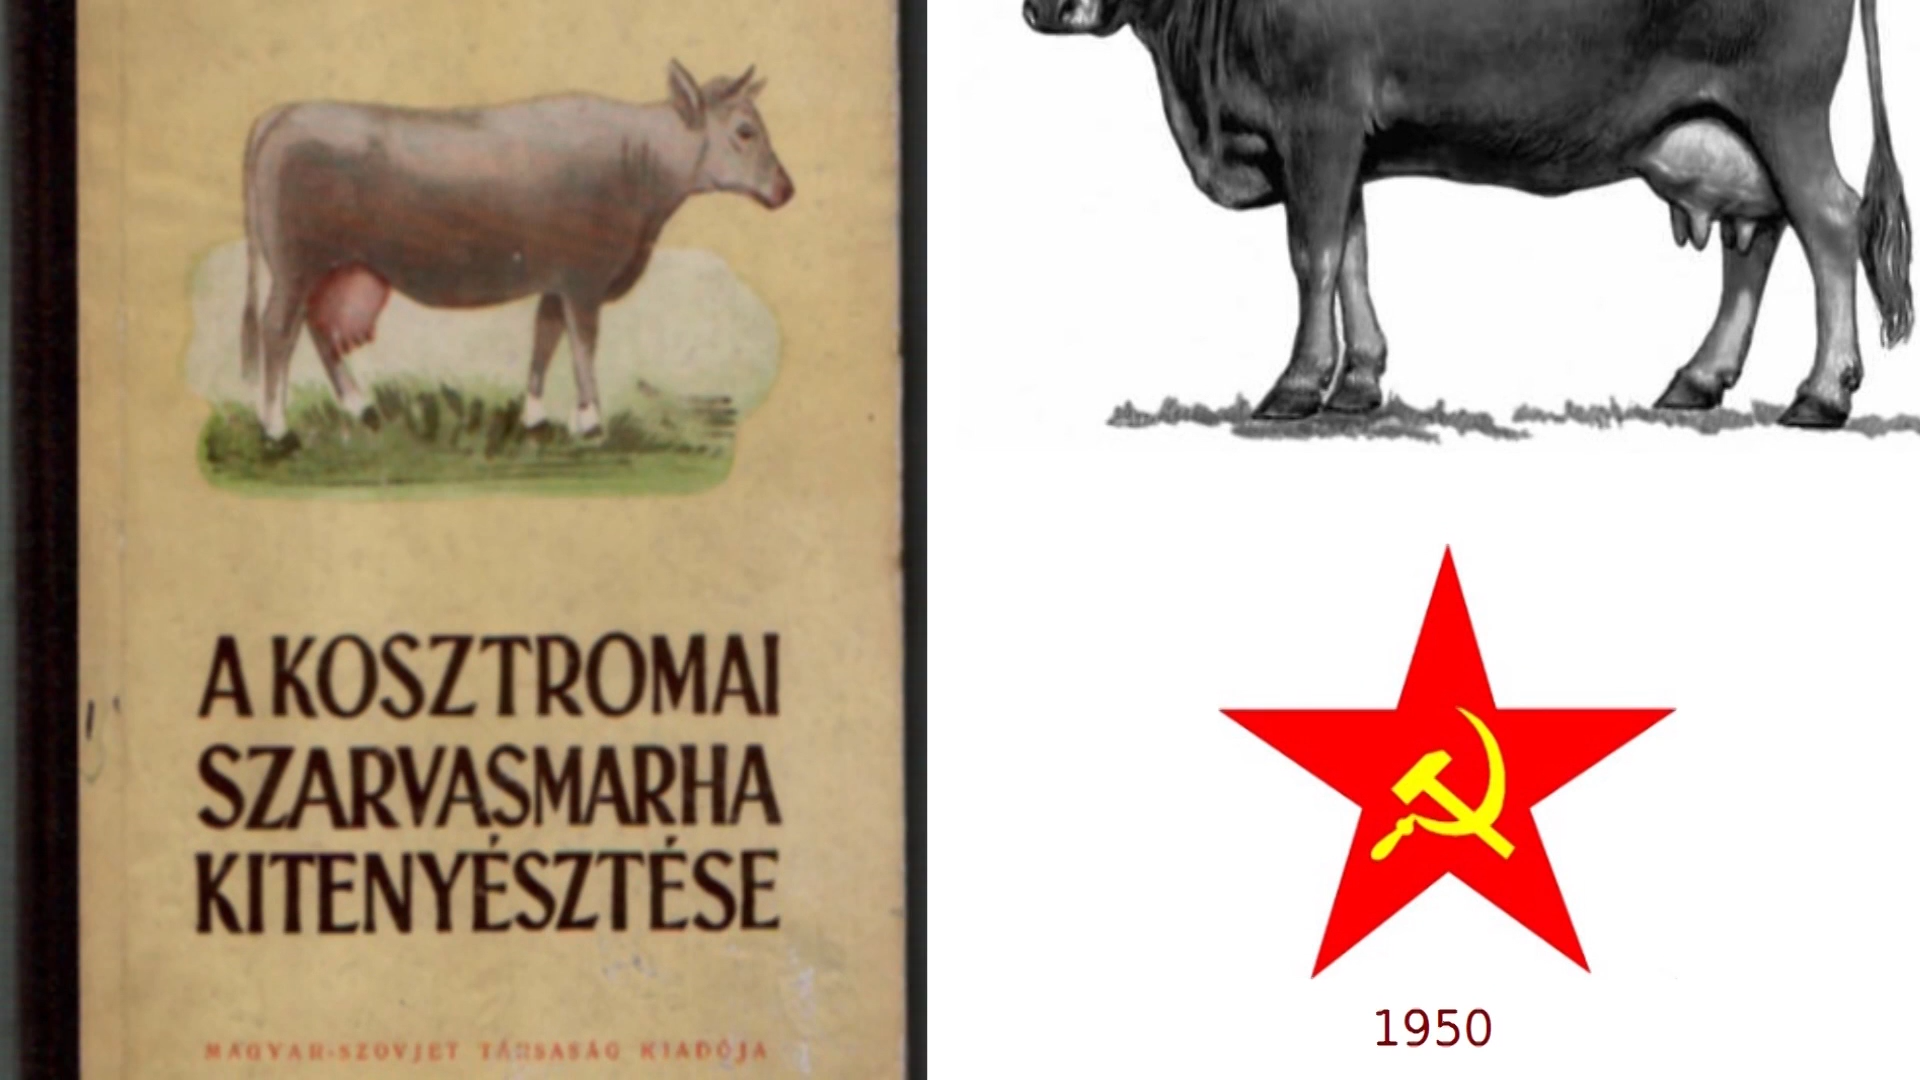 A KOSZTROMAI
SZARVASMARHA
KITENYÉSZTÉSE
MAGYAR-SZOVJET TÁRSASÁG KIADÓJA
1950